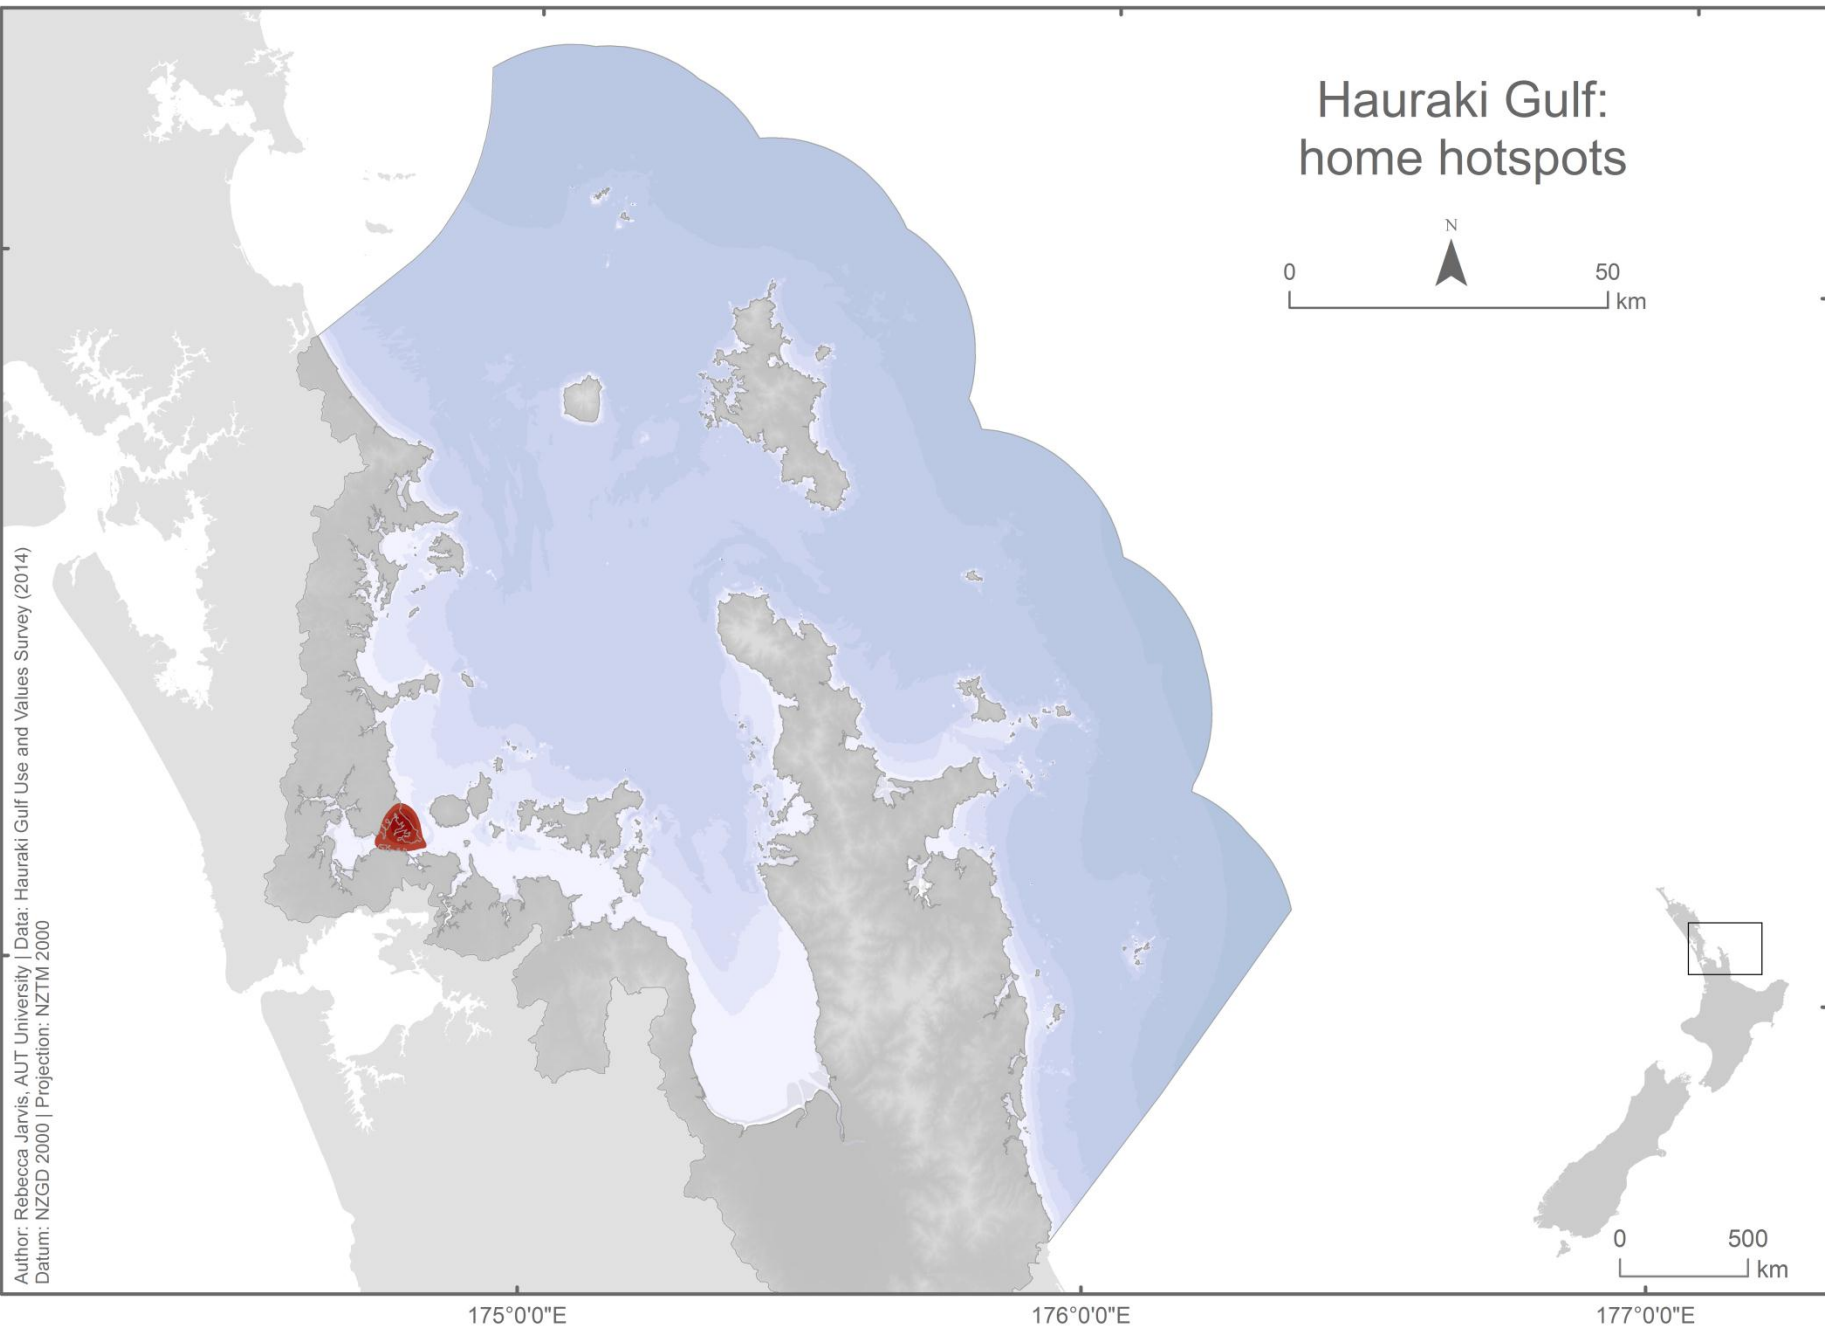 Hauraki Gulf:
home hotspots
N
0 50
km
Author: Rebecca Jarvis, AUT University | Data: Hauraki Gulf Use and Values Survey (2014)
Datum: NZGD 2000 | Projection: NZTM 2000
0 500
km
175°0'0"E 176°0'0"E 177°0'0"E